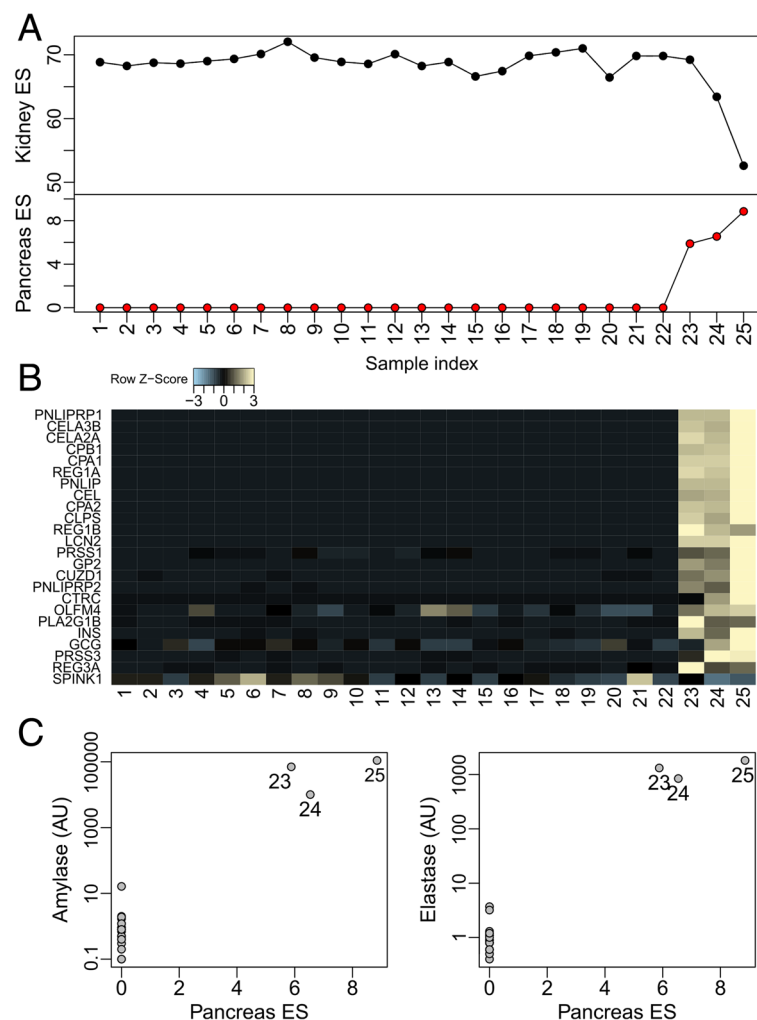 A
Kidney ES
70
60
50
Pancreas ES
8
4
0
1 2 3 4 5 6 7 8 9 10 11 12 13 14 15 16 17 18 19 20 21 22 23 24 25
Sample index
B
Row Z-Score
−3 0 3
PNLIPRP1
CELA3B
CELA2A
CPB1
CPA1
REG1A
PNLIP
CEL
CPA2
CLPS
REG1B
LCN2
PRSS1
GP2
CUZD1
PNLIPRP2
CTRC
OLFM4
PLA2G1B
INS
GCG
PRSS3
REG3A
SPINK1
1 2 3 4 5 6 7 8 9 10 11 12 13 14 15 16 17 18 19 20 21 22 23 24 25
C
Amylase (AU)
100000
1000
10
0.1
23
24
25
0 2 4 6 8
Pancreas ES
Elastase (AU)
1000
100
10
1
23
24
25
0 2 4 6 8
Pancreas ES